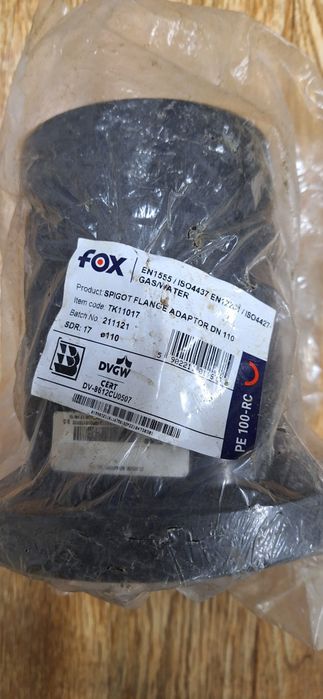 fox
EN1555 / ISO4437 EN12201 / ISO4427
GAS/WATER
Product: SPIGOT FLANGE ADAPTOR DN 110
Item code: TK11017
Batch No 211121
SDR: 17 ø110
DVGW
CERT
DV-8612CU0507
PE 100-RC